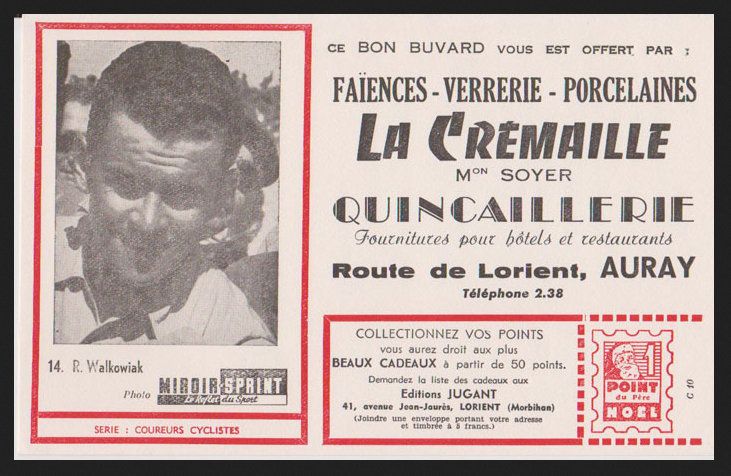 14. R. Walkowiak
Photo MIROIR SPRINT
Le Reflet du Sport
SERIE : COUREURS CYCLISTES
CE BON BUVARD VOUS EST OFFERT PAR :
FAÏENCES - VERRERIE - PORCELAINES
LA CRÉMAILLE
MON SOYER
QUINCAILLERIE
Fournitures pour hôtels et restaurants
Route de Lorient, AURAY
Téléphone 2.38
COLLECTIONNEZ VOS POINTS
vous aurez droit aux plus
BEAUX CADEAUX à partir de 50 points.
Demandez la liste des cadeaux aux
Editions JUGANT
41, avenue Jean-Jaurès, LORIENT (Morbihan)
(Joindre une enveloppe portant votre adresse
et timbrée à 5 francs.)
1
POINT
du Père
NOEL
C 10